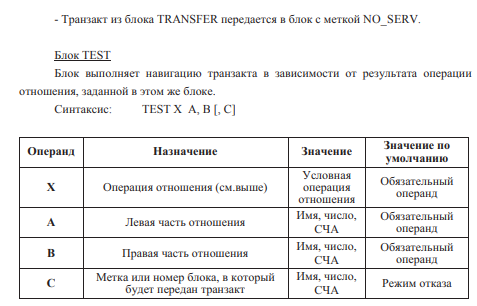 - Транзакт из блока TRANSFER передается в блок с меткой NO_SERV.
Блок TEST
Блок выполняет навигацию транзакта в зависимости от результата операции
отношения, заданной в этом же блоке.
Синтаксис: TEST X A, B [, C]
Операнд Назначение Значение Значение по умолчанию
X Операция отношения (см.выше) Условная операция отношения Обязательный операнд
A Левая часть отношения Имя, число, СЧА Обязательный операнд
B Правая часть отношения Имя, число, СЧА Обязательный операнд
C Метка или номер блока, в который будет передан транзакт Имя, число, СЧА Режим отказа